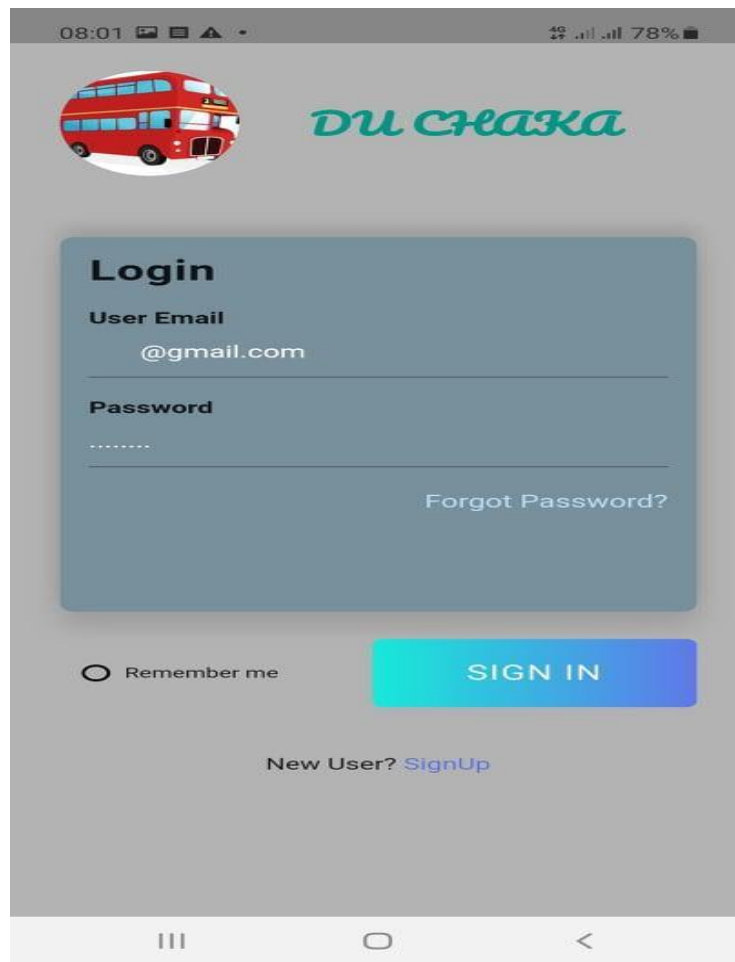 08:01 78%
DU CHAKA
Login
User Email
@gmail.com
Password
........
Forgot Password?
Remember me SIGN IN
New User? SignUp